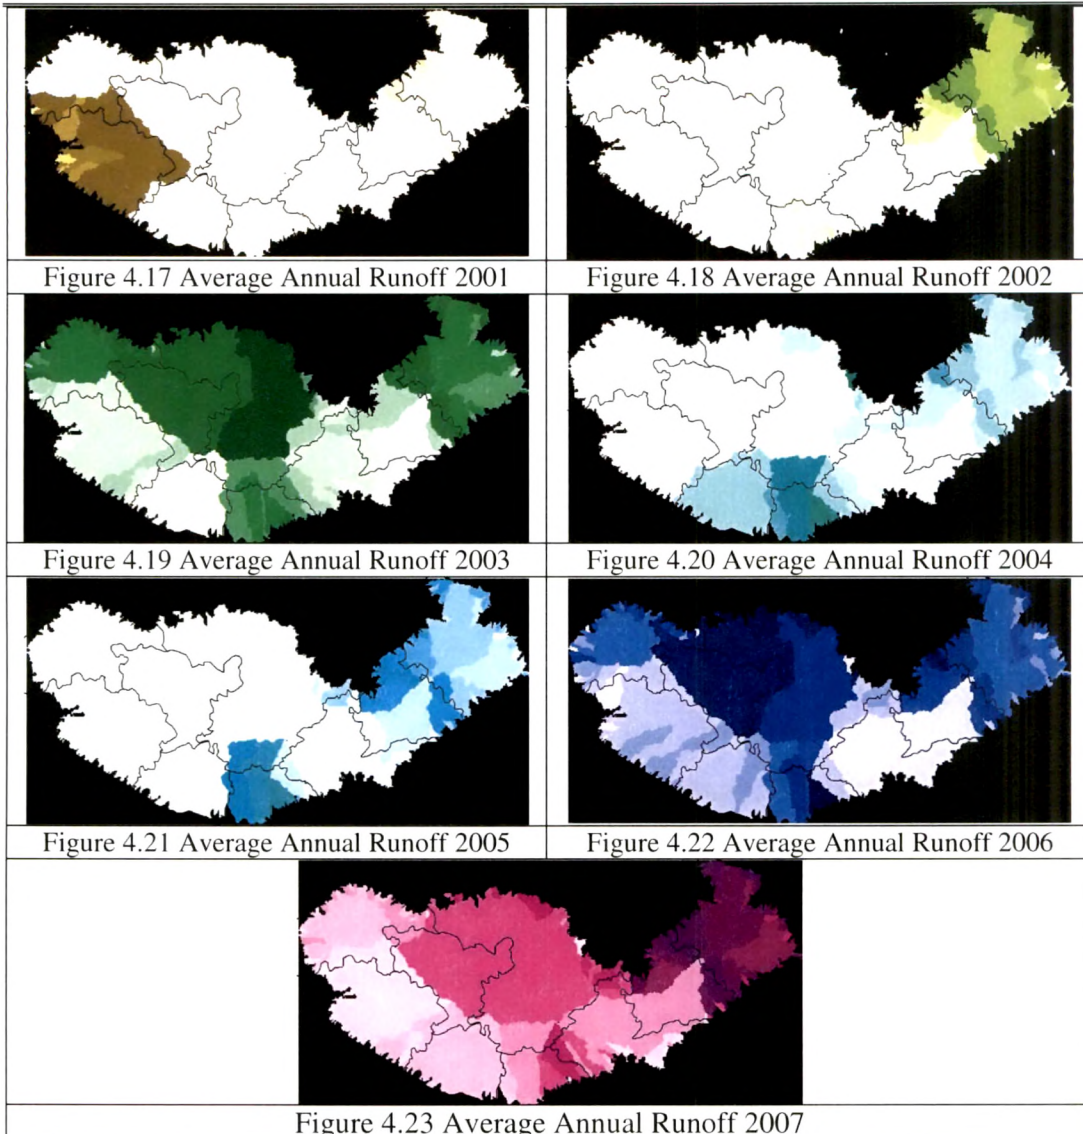 Figure 4.17 Average Annual Runoff 2001
Figure 4.18 Average Annual Runoff 2002
Figure 4.19 Average Annual Runoff 2003
Figure 4.20 Average Annual Runoff 2004
Figure 4.21 Average Annual Runoff 2005
Figure 4.22 Average Annual Runoff 2006
Figure 4.23 Average Annual Runoff 2007